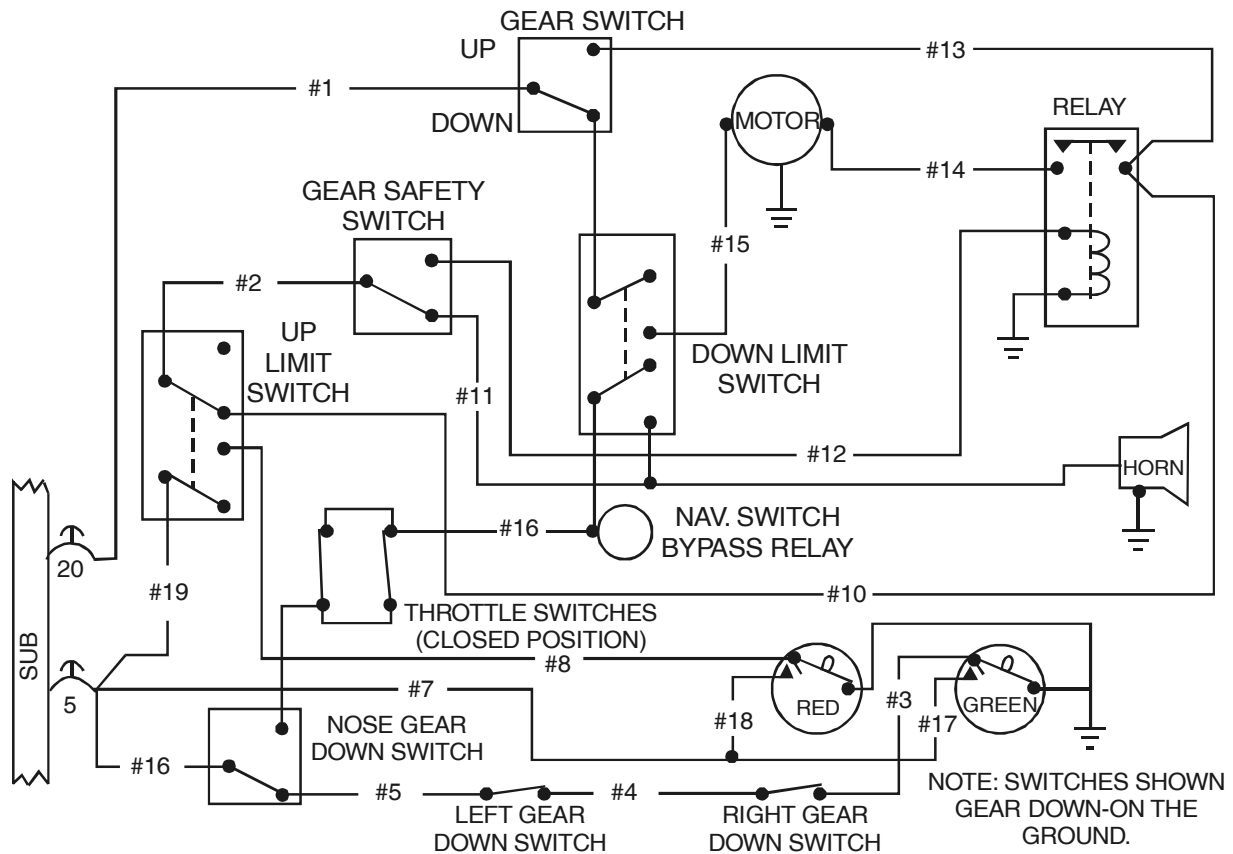 GEAR SWITCH
UP
#13
#1
RELAY
DOWN
MOTOR
#14
GEAR SAFETY
SWITCH
#15
#2
UP
LIMIT
SWITCH
DOWN LIMIT
SWITCH
#11
#12
HORN
NAV. SWITCH
BYPASS RELAY
#16
20
#19
#10
THROTTLE SWITCHES
(CLOSED POSITION)
SUB
#8
#7
5
#3
RED
GREEN
#18
#17
NOSE GEAR
DOWN SWITCH
#16
#5
#4
LEFT GEAR
DOWN SWITCH
RIGHT GEAR
DOWN SWITCH
NOTE: SWITCHES SHOWN
GEAR DOWN-ON THE
GROUND.